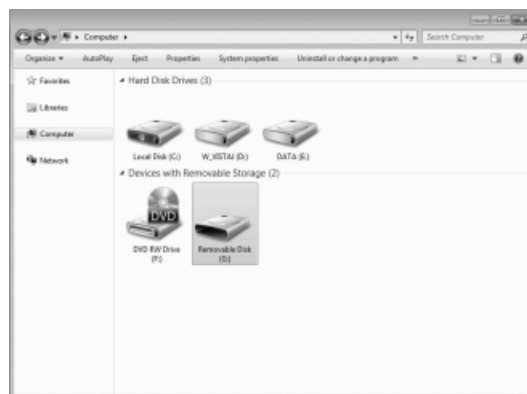 Computer
Search Computer
Organize
AutoPlay
Eject
Properties
System properties
Uninstall or change a program
Favorites
Libraries
Computer
Network
Hard Disk Drives (3)
Local Disk (C:)
DATA (E:)
Devices with Removable Storage (2)
DVD
DVD RW Drive
(F:)
Removable Disk